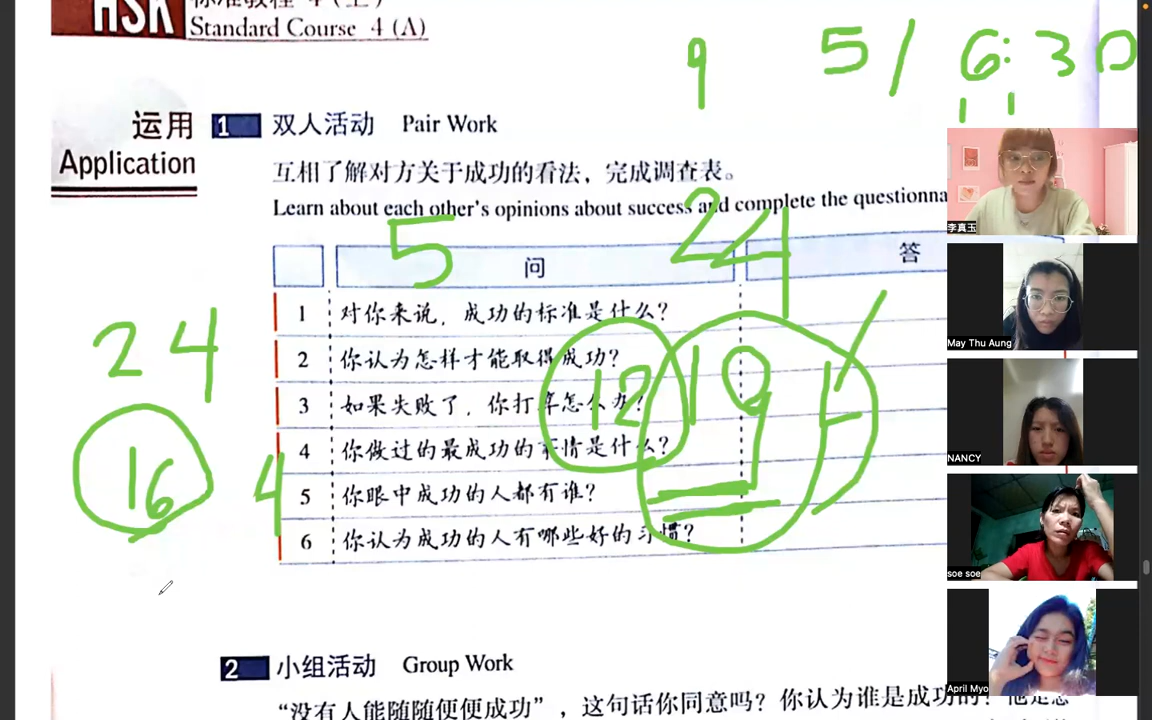 HSK 标准教程 4 (上)
Standard Course 4 (A)
9 5/ 6:30
运用
Application
1 双人活动 Pair Work
互相了解对方关于成功的看法，完成调查表。
Learn about each other's opinions about success and complete the questionna
5 24
问 答
1 对你来说，成功的标准是什么？
2 你认为怎样才能取得成功？
3 如果失败了，你打算怎么办？
4 你做过的最成功的事情是什么？
5 你眼中成功的人都有谁？
6 你认为成功的人有哪些好的习惯？
24
16 4
12 19
2 小组活动 Group Work
“没有人能随随便便成功”，这句话你同意吗？你认为谁是成功的？他是怎
李真玉
May Thu Aung
NANCY
soe soe
April Myo